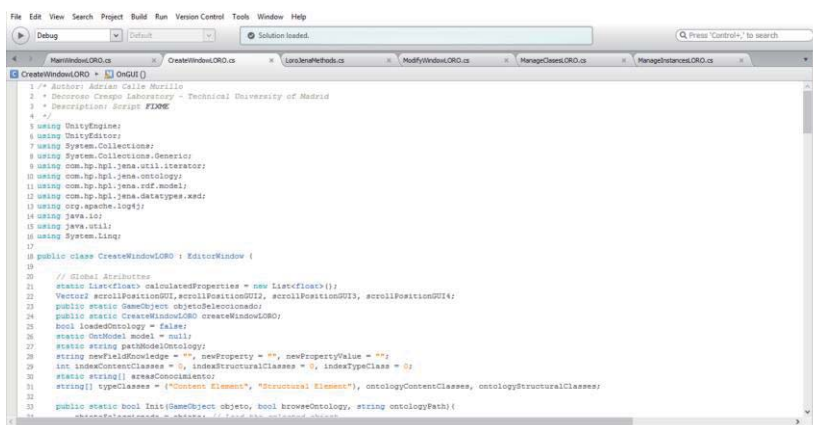 File Edit View Search Project Build Run Version Control Tools Window Help
Debug Default Solution loaded. Press 'Control+,' to search
MainWindowLORO.cs CreateWindowLORO.cs LoroJenaMethods.cs ModifyWindowLORO.cs ManageClasesLORO.cs ManageInstancesLORO.cs
CreateWindowLORO OnGUI ()
1 /* Author: Adrian Calle Murillo
2 * Decoroso Crespo Laboratory - Technical University of Madrid
3 * Description: Script FIXME
4 */
5 using UnityEngine;
6 using UnityEditor;
7 using System.Collections;
8 using System.Collections.Generic;
9 using com.hp.hpl.jena.util.iterator;
10 using com.hp.hpl.jena.ontology;
11 using com.hp.hpl.jena.rdf.model;
12 using com.hp.hpl.jena.datatypes.xsd;
13 using org.apache.log4j;
14 using java.io;
15 using java.util;
16 using System.Linq;
17
18 public class CreateWindowLORO : EditorWindow {
19
20 // Global Atributtes
21 static List<float> calculatedProperties = new List<float>();
22 Vector2 scrollPositionGUI,scrollPositionGUI2, scrollPositionGUI3, scrollPositionGUI4;
23 public static GameObject objetoSeleccionado;
24 public static CreateWindowLORO createWindowLORO;
25 bool loadedOntology = false;
26 static OntModel model = null;
27 static string pathModelOntology;
28 string newFieldKnowledge = "", newProperty = "", newPropertyValue = "";
29 int indexContentClasses = 0, indexStructuralClasses = 0, indexTypeClass = 0;
30 static string[] areasConocimiento;
31 string[] typeClasses = {"Content Element", "Structural Element"}, ontologyContentClasses, ontologyStructuralClasses;
32
33 public static bool Init(GameObject objeto, bool browseOntology, string ontologyPath){